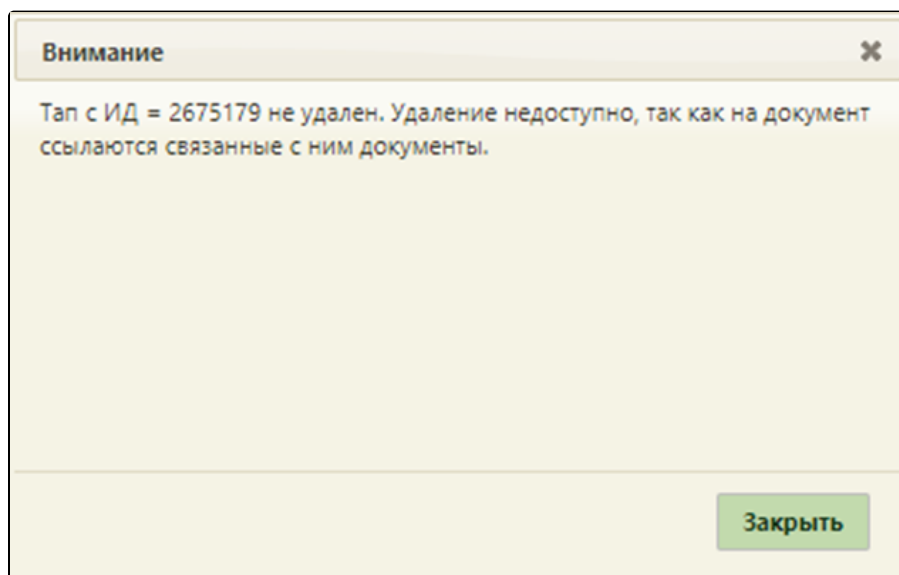 Внимание
Тап с ИД = 2675179 не удален. Удаление недоступно, так как на документ
ссылаются связанные с ним документы.
Закрыть